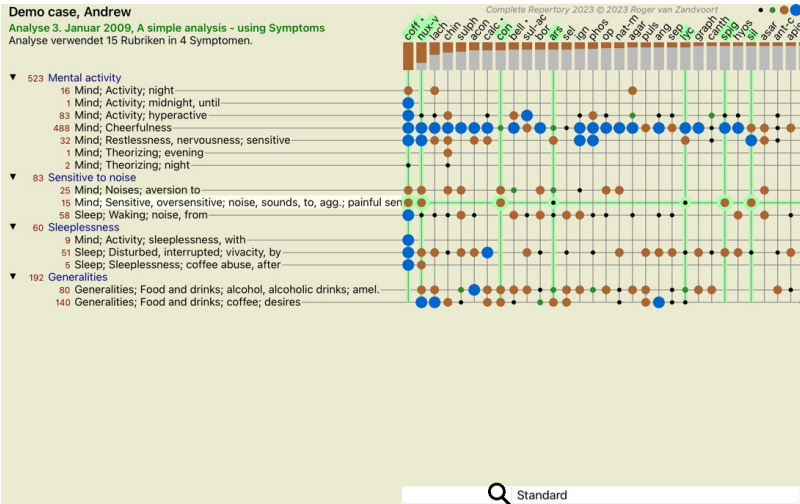 Demo case, Andrew
Complete Repertory 2023 © 2023 Roger van Zandvoort
Analyse 3. Januar 2009, A simple analysis - using Symptoms
Analyse verwendet 15 Rubriken in 4 Symptomen.
coff • nux-v lach chin sulph acon calc • con bell • sul-ac bor ars sel ign phos op nat-m agar puls ang sep lyc graph canth spig hyos sil asar ant-c
▼ 523 Mental activity
16 Mind; Activity; night
1 Mind; Activity; midnight, until
83 Mind; Activity; hyperactive
488 Mind; Cheerfulness
32 Mind; Restlessness, nervousness; sensitive
1 Mind; Theorizing; evening
2 Mind; Theorizing; night
▼ 83 Sensitive to noise
25 Mind; Noises; aversion to
15 Mind; Sensitive, oversensitive; noise, sounds, to, agg.; painful sen
58 Sleep; Waking; noise, from
▼ 60 Sleeplessness
9 Mind; Activity; sleeplessness, with
51 Sleep; Disturbed, interrupted; vivacity, by
5 Sleep; Sleeplessness; coffee abuse, after
▼ 192 Generalities
80 Generalities; Food and drinks; alcohol, alcoholic drinks; amel.
140 Generalities; Food and drinks; coffee; desires
Standard